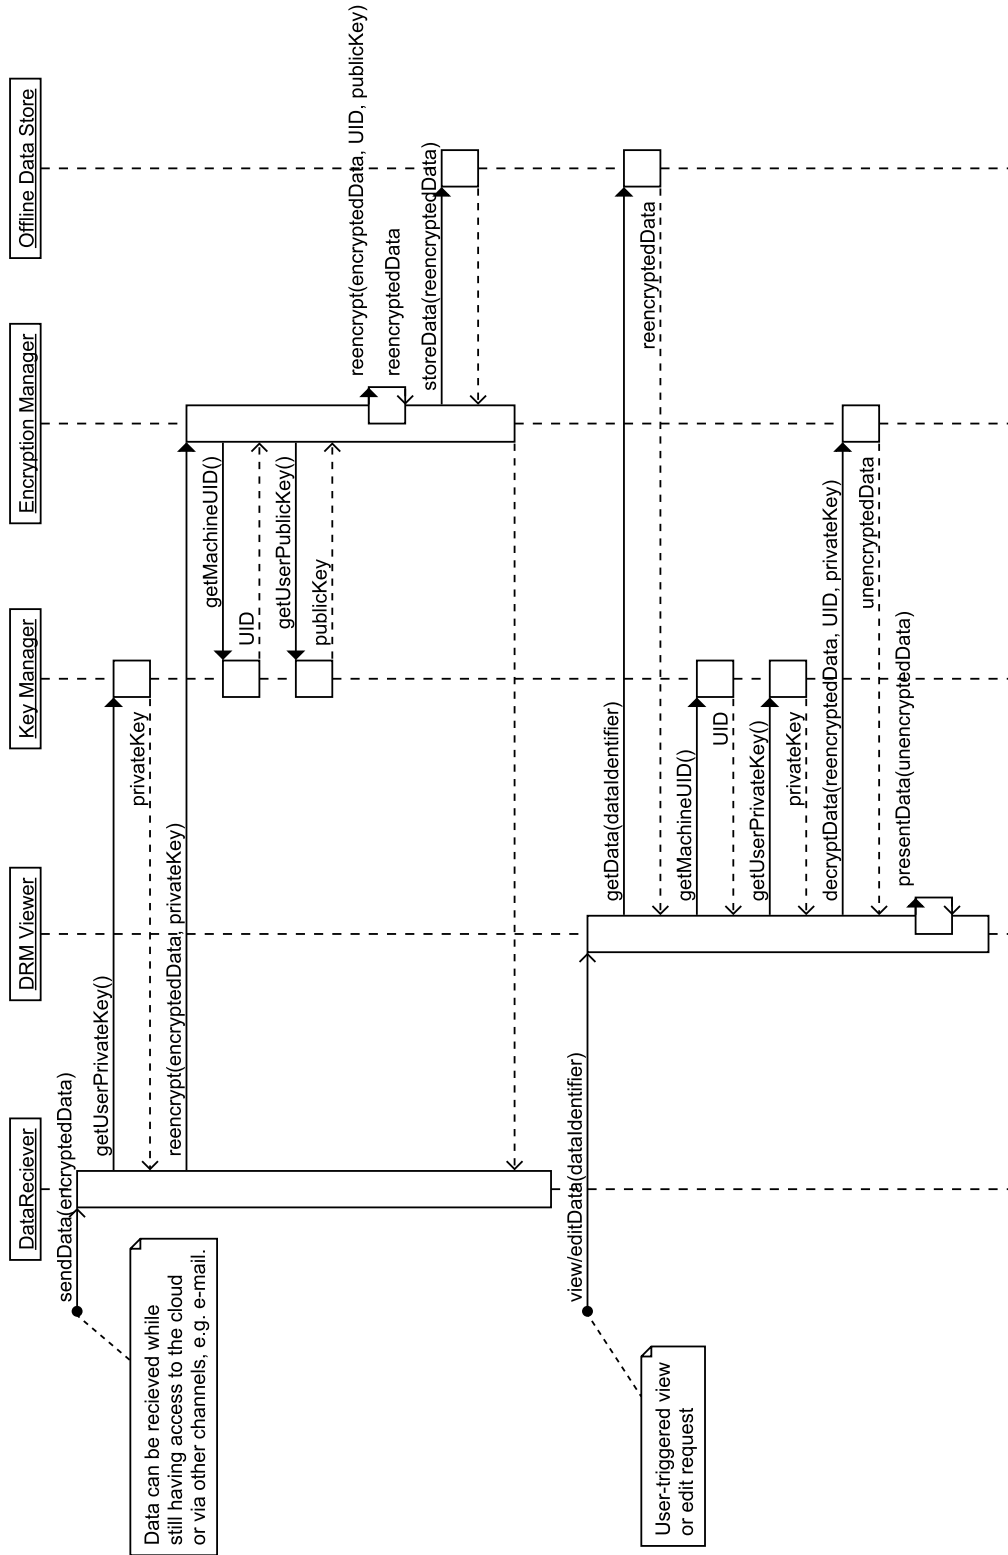 DataReciever
DRM Viewer
Key Manager
Encryption Manager
Offline Data Store
sendData(encryptedData)
Data can be recieved while
still having access to the cloud
or via other channels, e.g. e-mail.
getUserPrivateKey()
privateKey
reencrypt(encryptedData, privateKey)
getMachineUID()
UID
getUserPublicKey()
publicKey
reencrypt(encryptedData, UID, publicKey)
reencryptedData
storeData(reencryptedData)
view/editData(dataIdentifier)
User-triggered view
or edit request
getData(dataIdentifier)
reencryptedData
getMachineUID()
UID
getUserPrivateKey()
privateKey
decryptData(reencryptedData, UID, privateKey)
unencryptedData
presentData(unencryptedData)